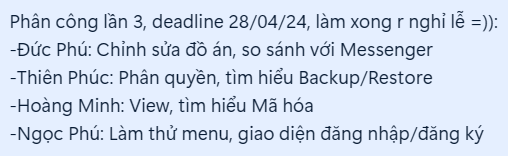 Phân công lần 3, deadline 28/04/24, làm xong r nghỉ lễ =)):
-Đức Phú: Chỉnh sửa đồ án, so sánh với Messenger
-Thiên Phúc: Phân quyền, tìm hiểu Backup/Restore
-Hoàng Minh: View, tìm hiểu Mã hóa
-Ngọc Phú: Làm thử menu, giao diện đăng nhập/đăng ký